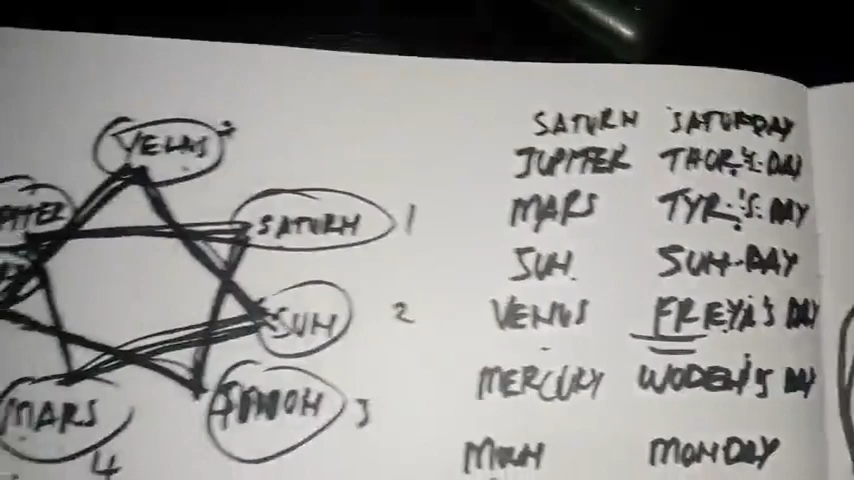 VENUS
SATURN 1
SUN 2
MOON 3
MARS
4
SATURN SATURDAY
JUPITER THOR'S DAY
MARS TYR'S DAY
SUN SUN-DAY
VENUS FREYA'S DAY
MERCURY WODEN'S DAY
MOON MONDAY